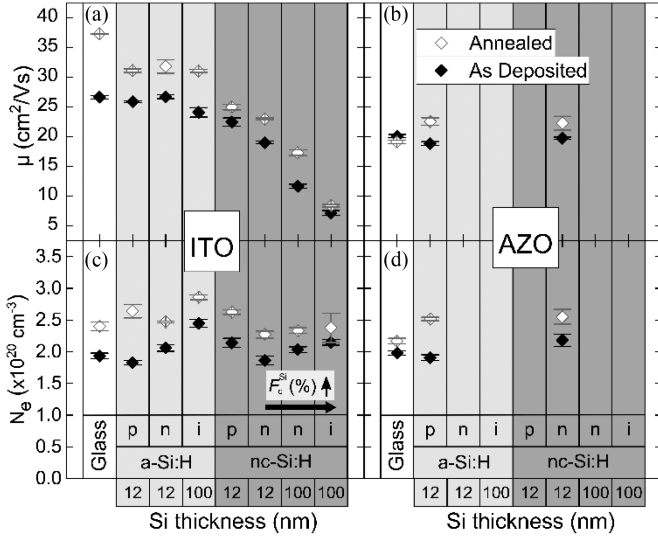 (a)
(b)
Annealed
As Deposited
μ (cm²/Vs)
35
30
25
20
15
10
5
ITO
AZO
(c)
(d)
Nₑ (x10²⁰ cm⁻³)
3.5
3.0
2.5
2.0
1.5
1.0
0.5
0.0
F_c^Si (%)
Glass p n i p n n i
Glass p n i p n n i
a-Si:H nc-Si:H a-Si:H nc-Si:H
12 12 100 12 12 100 100
12 12 100 12 12 100 100
Si thickness (nm) Si thickness (nm)